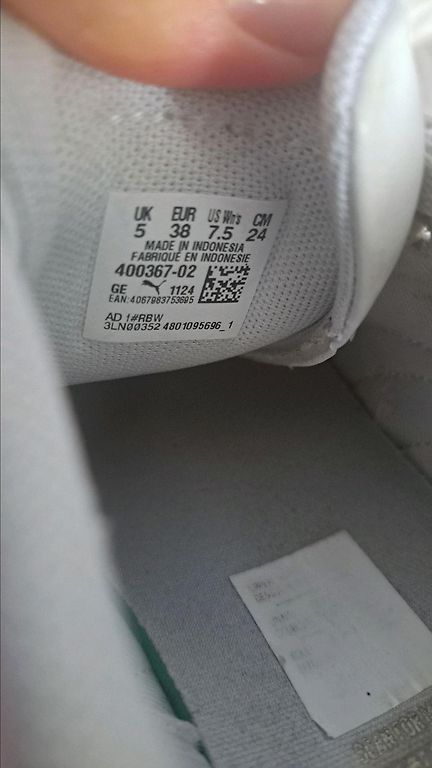 UK EUR US Wn's CM
5 38 7.5 24
MADE IN INDONESIA
FABRIQUÉ EN INDONESIE
400367-02
GE 1124
EAN: 4067983753695
AD 1#RBW
3LN00352 4801095696_1